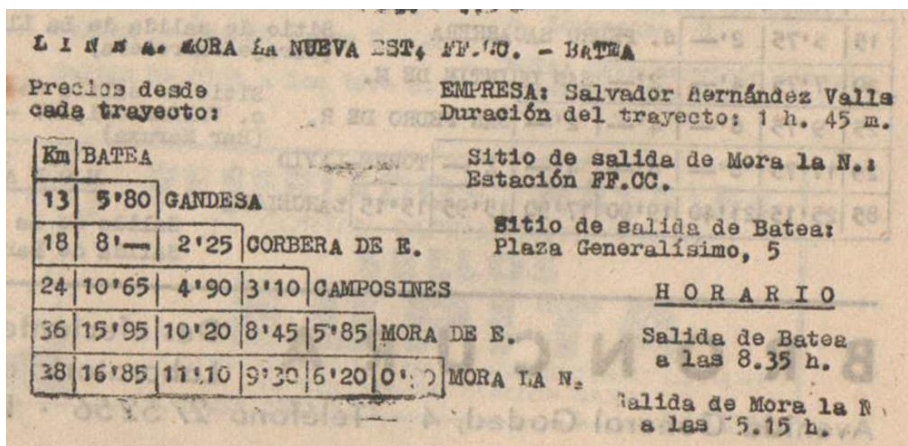 LINEA. MORA LA NUEVA EST. FF.CC. - BATEA
Precios desde
cada trayecto:
EMPRESA: Salvador Hernández Valls
Duración del trayecto: 1 h. 45 m.
Km BATEA
13 5'80 GANDESA
18 8'— 2'25 CORBERA DE E.
24 10'65 4'90 3'10 CAMPOSINES
36 15'95 10'20 8'45 5'85 MORA DE E.
38 16'85 11'10 9'30 6'20 MORA LA N.
Sitio de salida de Mora la N.:
Estación FF.CC.
Sitio de salida de Batea:
Plaza Generalísimo, 5
HORARIO
Salida de Batea
a las 8.35 h.
Salida de Mora la N
a las 5.15 h.